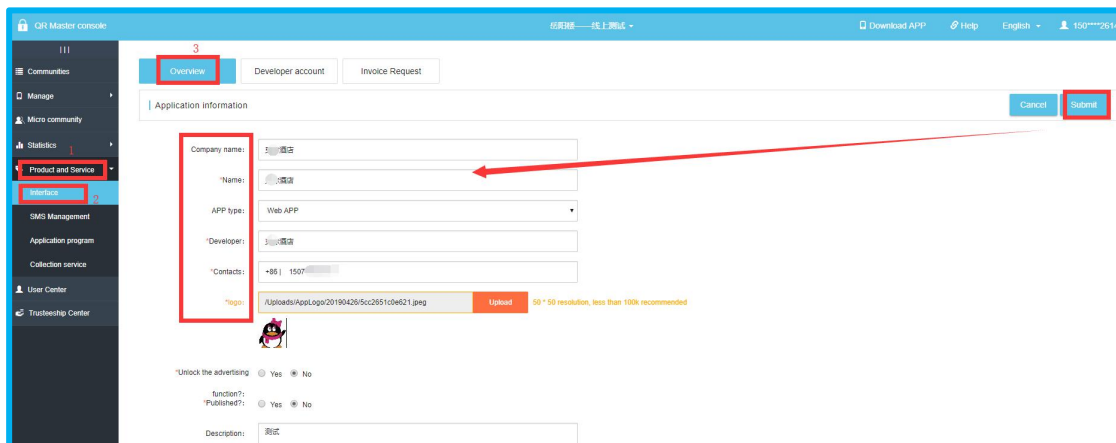 QR Master console
岳阳楼——线上测试
Download APP
Help
English
150****2614
3
Communities
Overview
Developer account
Invoice Request
Manage
Application information
Cancel
Submit
Micro community
Statistics
1
Company name:
酒店
Product and Service
*Name:
酒店
Interface
2
APP type:
Web APP
SMS Management
*Developer:
酒店
Application program
*Contacts:
+86 | 1507
Collection service
*logo:
/Uploads/AppLogo/20190426/5cc2651c0e621.jpeg
Upload
50 * 50 resolution, less than 100k recommended
User Center
Trusteeship Center
*Unlock the advertising
function?:
Yes
No
*Published?:
Yes
No
Description:
测试